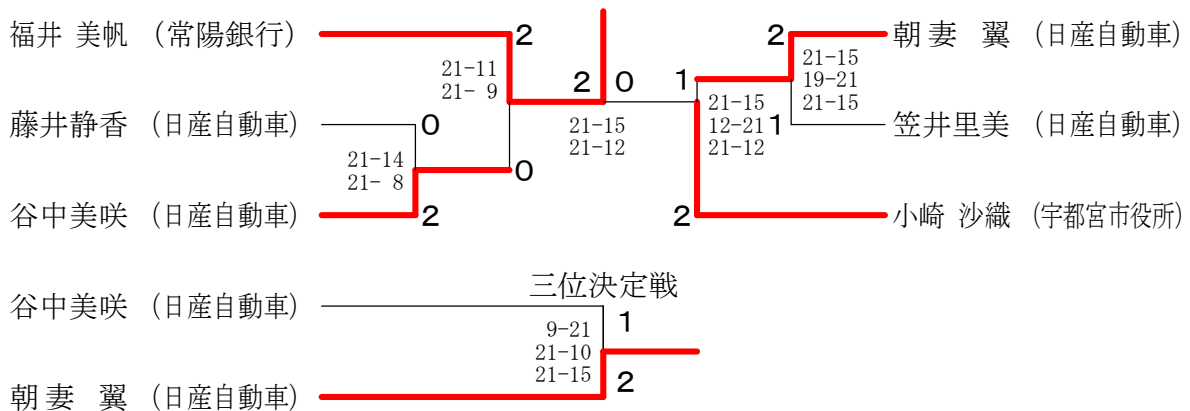 福井 美帆 (常陽銀行) 2 朝妻 翼 (日産自動車)
2
21-11
21- 9
2 0
1
21-15
19-21
21-15
藤井静香 (日産自動車) 0
21-15
21-12
21-15
12-21
21-12
1 笠井里美 (日産自動車)
21-14
21- 8
0
谷中美咲 (日産自動車) 2
2 小崎 沙織 (宇都宮市役所)
三位決定戦
谷中美咲 (日産自動車)
1
9-21
21-10
21-15
2
朝妻 翼 (日産自動車)